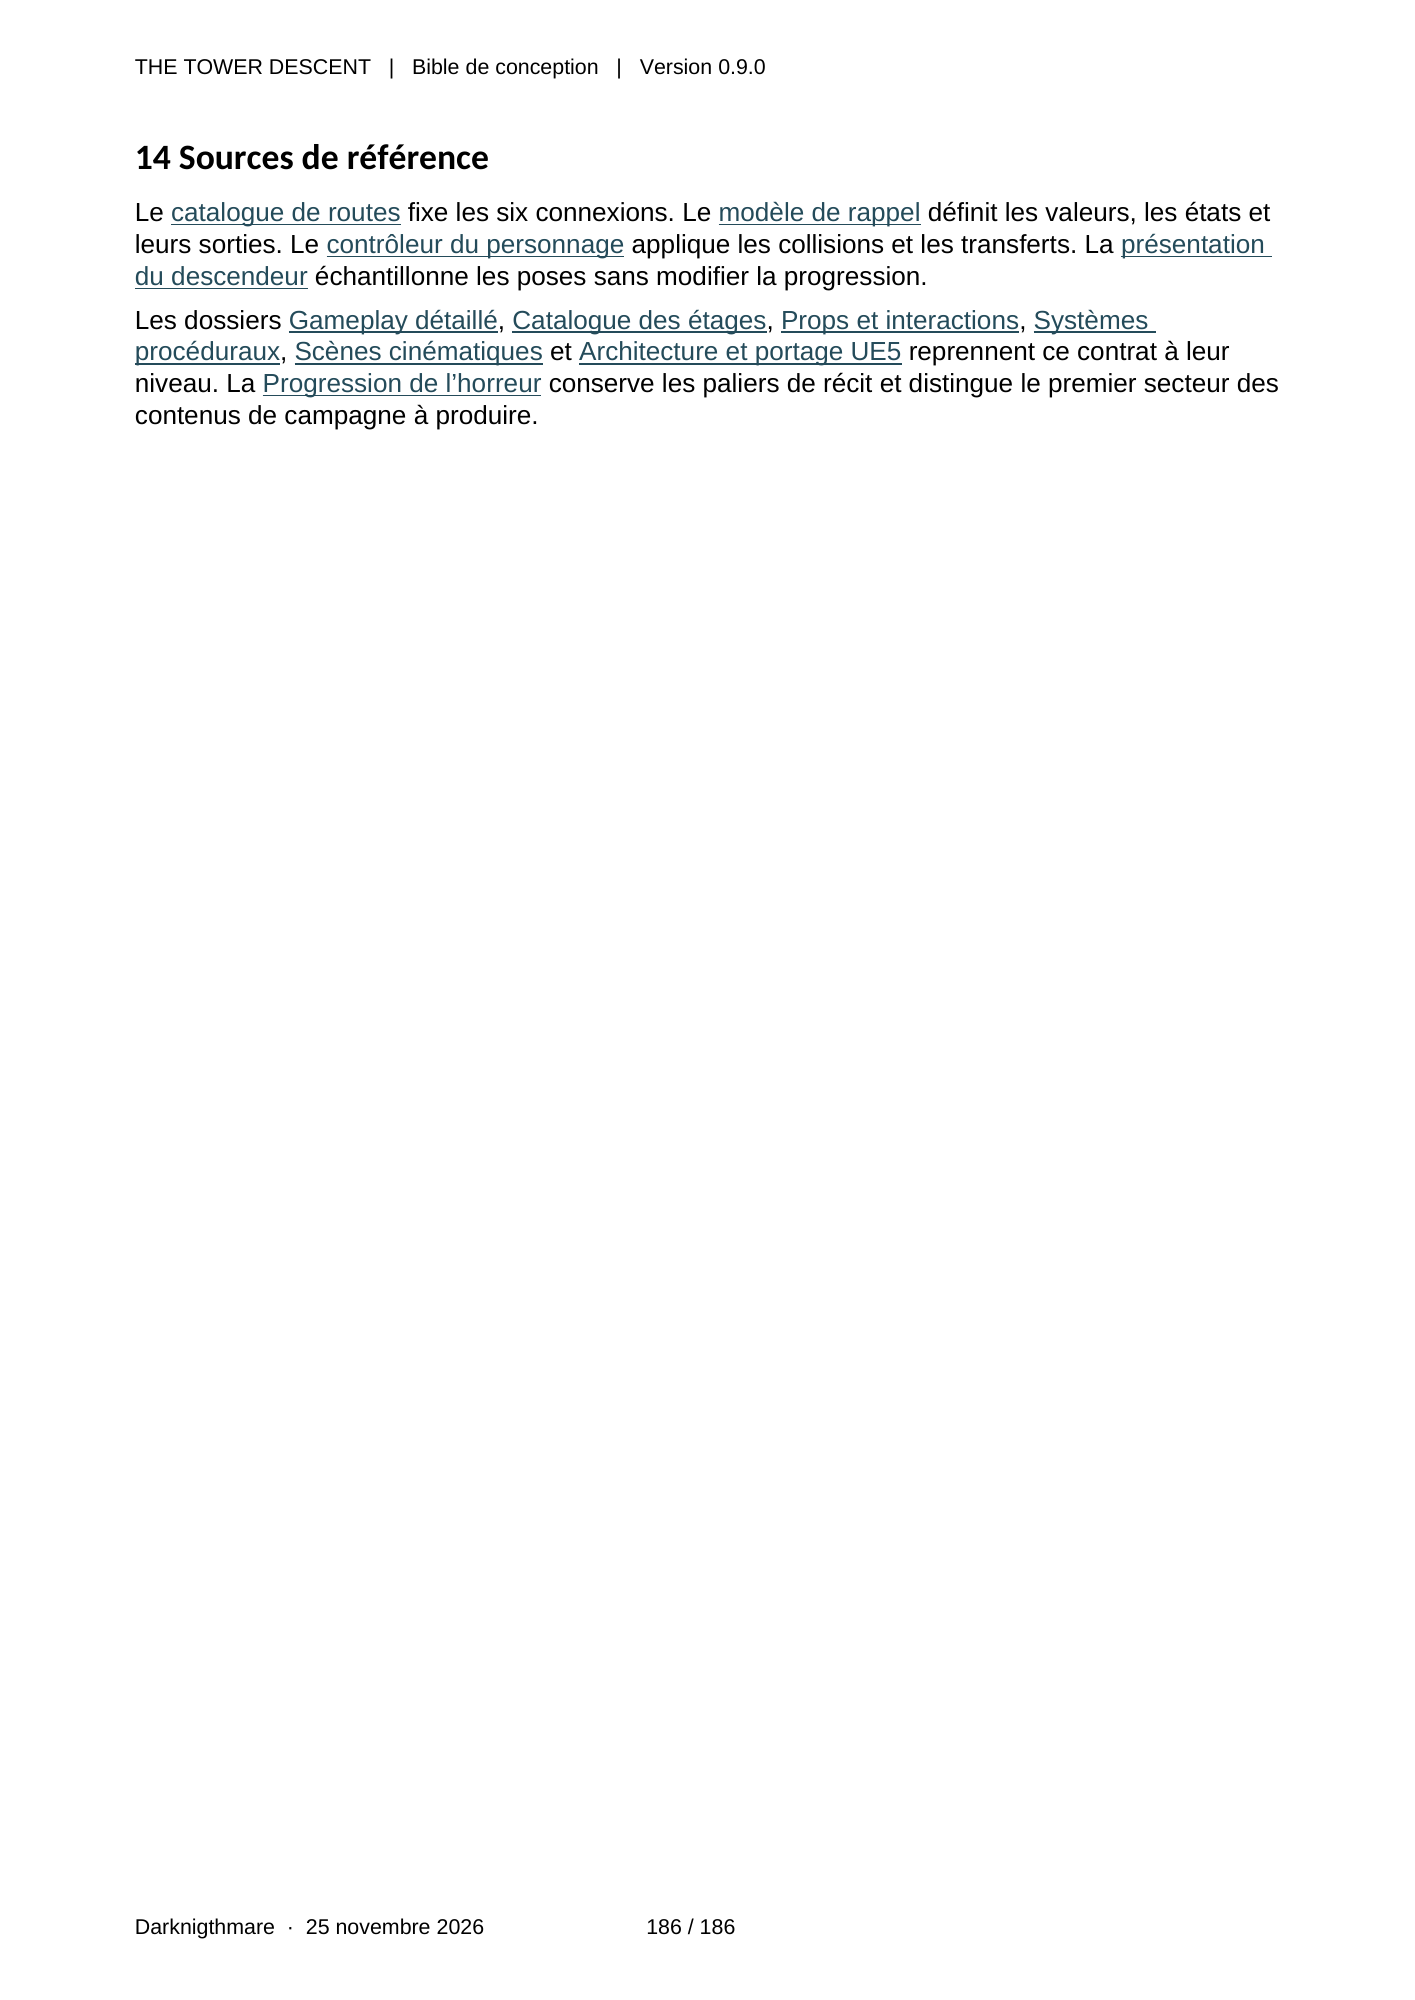 THE TOWER DESCENT | Bible de conception | Version 0.9.0
14 Sources de référence
Le catalogue de routes fixe les six connexions. Le modèle de rappel définit les valeurs, les états et
leurs sorties. Le contrôleur du personnage applique les collisions et les transferts. La présentation
du descendeur échantillonne les poses sans modifier la progression.
Les dossiers Gameplay détaillé, Catalogue des étages, Props et interactions, Systèmes
procéduraux, Scènes cinématiques et Architecture et portage UE5 reprennent ce contrat à leur
niveau. La Progression de l’horreur conserve les paliers de récit et distingue le premier secteur des
contenus de campagne à produire.
Darknigthmare · 25 novembre 2026 186 / 186